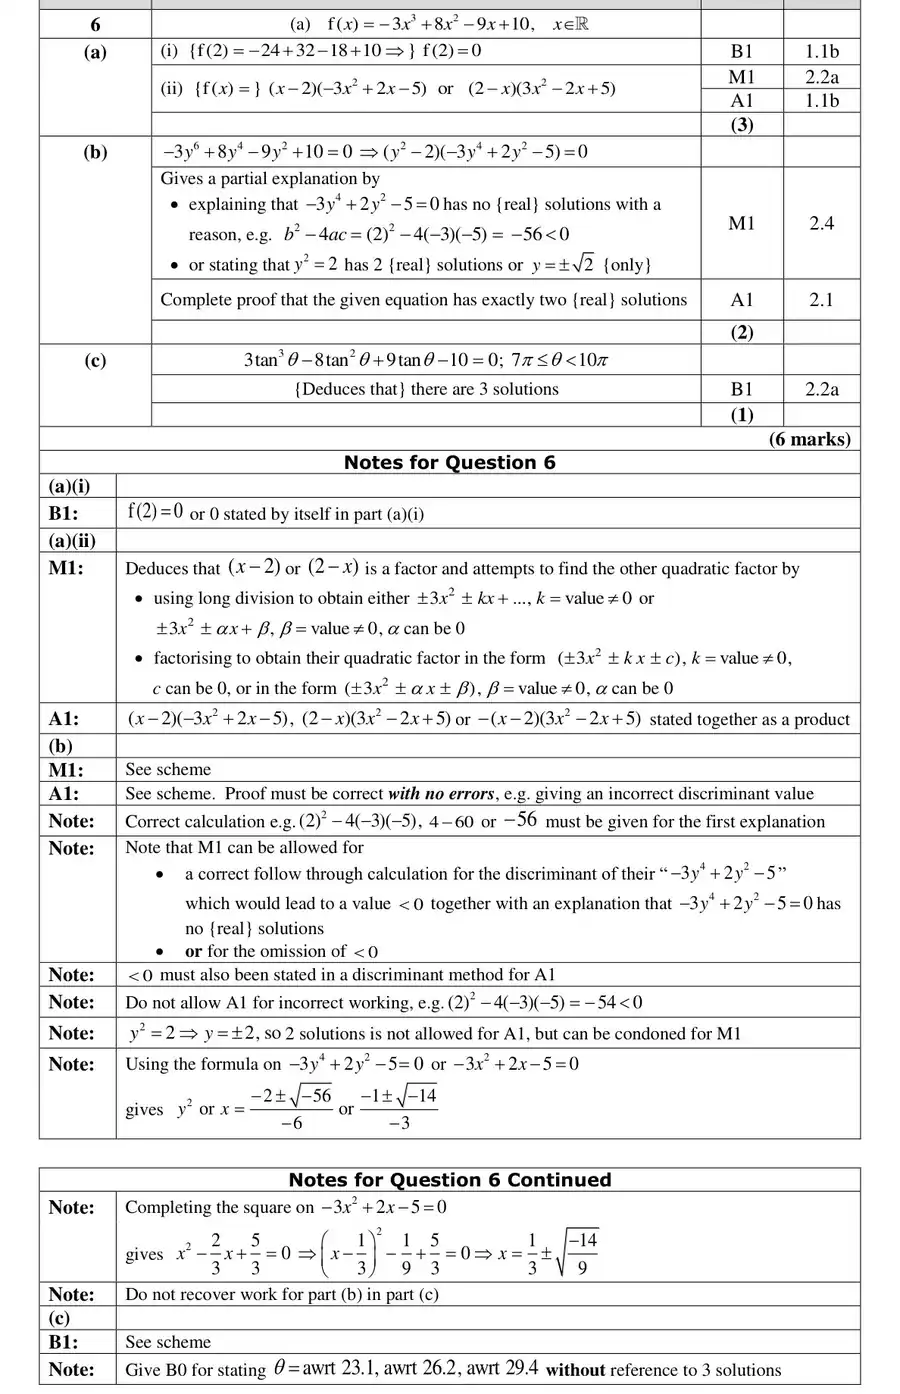 6 (a) f(x) = −3x³ + 8x² − 9x + 10, x∈ℝ
(a) (i) {f(2) = −24 + 32 − 18 + 10 ⇒ } f(2) = 0 B1 1.1b
(ii) {f(x) = } (x − 2)(−3x² + 2x − 5) or (2 − x)(3x² − 2x + 5) M1 2.2a
A1 1.1b
(3)
(b) −3y⁶ + 8y⁴ − 9y² + 10 = 0 ⇒ (y² − 2)(−3y⁴ + 2y² − 5) = 0
Gives a partial explanation by
• explaining that −3y⁴ + 2y² − 5 = 0 has no {real} solutions with a
reason, e.g. b² − 4ac = (2)² − 4(−3)(−5) = −56 < 0 M1 2.4
• or stating that y² = 2 has 2 {real} solutions or y = ±√2 {only}
Complete proof that the given equation has exactly two {real} solutions A1 2.1
(2)
(c) 3tan³θ − 8tan²θ + 9tanθ − 10 = 0; 7π ≤ θ < 10π
{Deduces that} there are 3 solutions B1 2.2a
(1)
(6 marks)
Notes for Question 6
(a)(i)
B1: f(2) = 0 or 0 stated by itself in part (a)(i)
(a)(ii)
M1: Deduces that (x − 2) or (2 − x) is a factor and attempts to find the other quadratic factor by
• using long division to obtain either ±3x² ± kx + ..., k = value ≠ 0 or
±3x² ± αx + β, β = value ≠ 0, α can be 0
• factorising to obtain their quadratic factor in the form (±3x² ± kx ± c), k = value ≠ 0,
c can be 0, or in the form (±3x² ± αx ± β), β = value ≠ 0, α can be 0
A1: (x − 2)(−3x² + 2x − 5), (2 − x)(3x² − 2x + 5) or −(x − 2)(3x² − 2x + 5) stated together as a product
(b)
M1: See scheme
A1: See scheme. Proof must be correct with no errors, e.g. giving an incorrect discriminant value
Note: Correct calculation e.g. (2)² − 4(−3)(−5), 4 − 60 or −56 must be given for the first explanation
Note: Note that M1 can be allowed for
• a correct follow through calculation for the discriminant of their “−3y⁴ + 2y² − 5”
which would lead to a value < 0 together with an explanation that −3y⁴ + 2y² − 5 = 0 has
no {real} solutions
• or for the omission of < 0
Note: < 0 must also been stated in a discriminant method for A1
Note: Do not allow A1 for incorrect working, e.g. (2)² − 4(−3)(−5) = −54 < 0
Note: y² = 2 ⇒ y = ±2, so 2 solutions is not allowed for A1, but can be condoned for M1
Note: Using the formula on −3y⁴ + 2y² − 5 = 0 or −3x² + 2x − 5 = 0
gives y² or x = (−2 ± √−56)/−6 or (−1 ± √−14)/−3
Notes for Question 6 Continued
Note: Completing the square on −3x² + 2x − 5 = 0
gives x² − 2/3 x + 5/3 = 0 ⇒ (x − 1/3)² − 1/9 + 5/3 = 0 ⇒ x = 1/3 ± √(−14/9)
Note: Do not recover work for part (b) in part (c)
(c)
B1: See scheme
Note: Give B0 for stating θ = awrt 23.1, awrt 26.2, awrt 29.4 without reference to 3 solutions